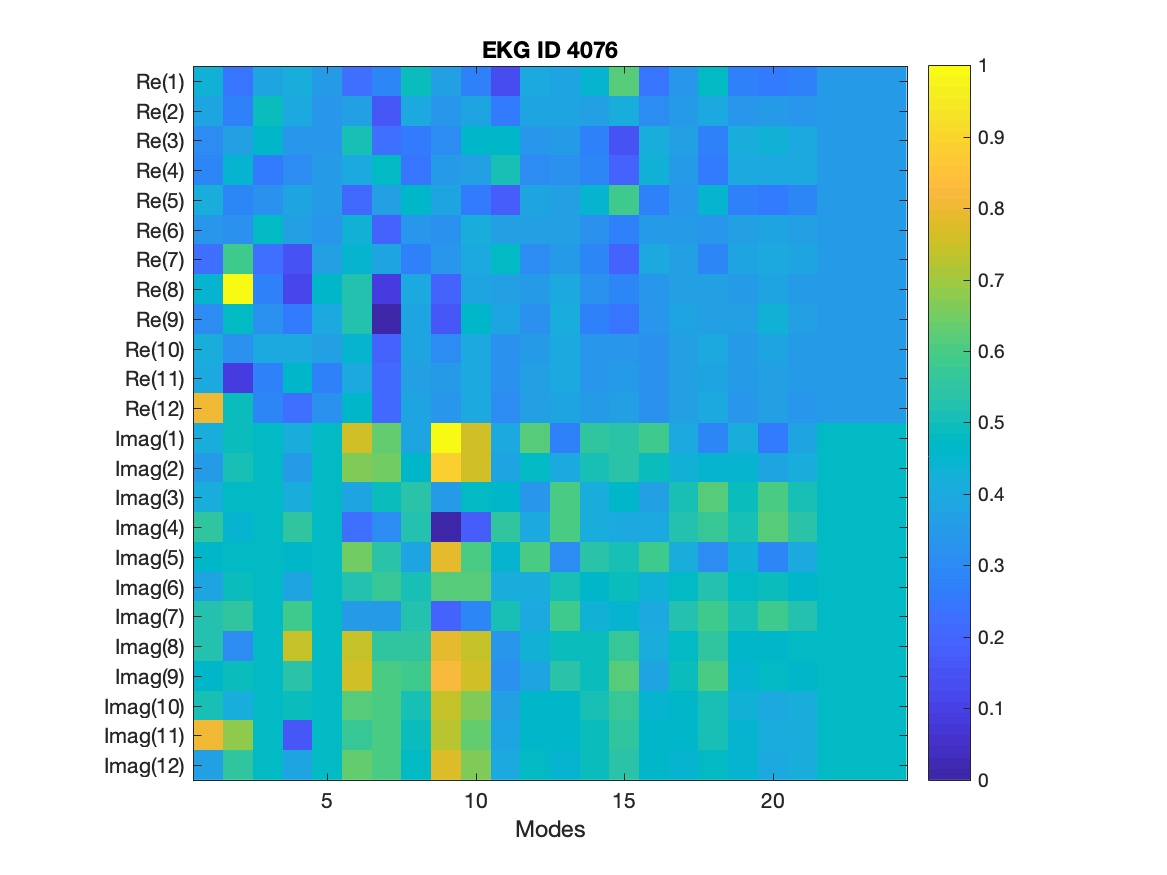 EKG ID 4076
Re(1)
Re(2)
Re(3)
Re(4)
Re(5)
Re(6)
Re(7)
Re(8)
Re(9)
Re(10)
Re(11)
Re(12)
Imag(1)
Imag(2)
Imag(3)
Imag(4)
Imag(5)
Imag(6)
Imag(7)
Imag(8)
Imag(9)
Imag(10)
Imag(11)
Imag(12)
5 10 15 20
Modes
1
0.9
0.8
0.7
0.6
0.5
0.4
0.3
0.2
0.1
0